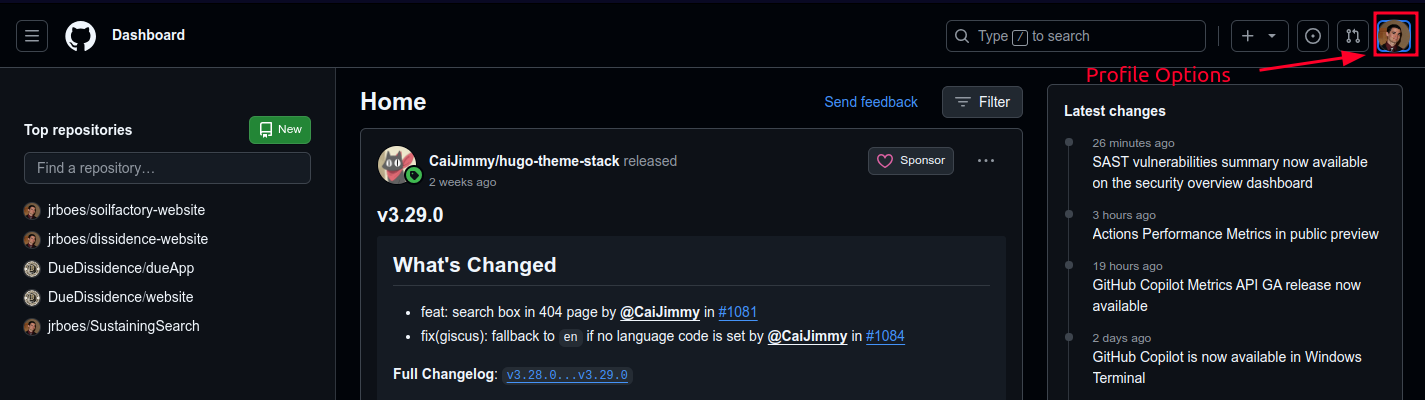 Dashboard
Type / to search
Profile Options
Top repositories
New
Find a repository…
jrboes/soilfactory-website
jrboes/dissidence-website
DueDissidence/dueApp
DueDissidence/website
jrboes/SustainingSearch
Home
Send feedback
Filter
CaiJimmy/hugo-theme-stack released
2 weeks ago
Sponsor
v3.29.0
What's Changed
feat: search box in 404 page by @CaiJimmy in #1081
fix(giscus): fallback to en if no language code is set by @CaiJimmy in #1084
Full Changelog: v3.28.0...v3.29.0
Latest changes
26 minutes ago
SAST vulnerabilities summary now available
on the security overview dashboard
3 hours ago
Actions Performance Metrics in public preview
19 hours ago
GitHub Copilot Metrics API GA release now
available
2 days ago
GitHub Copilot is now available in Windows
Terminal